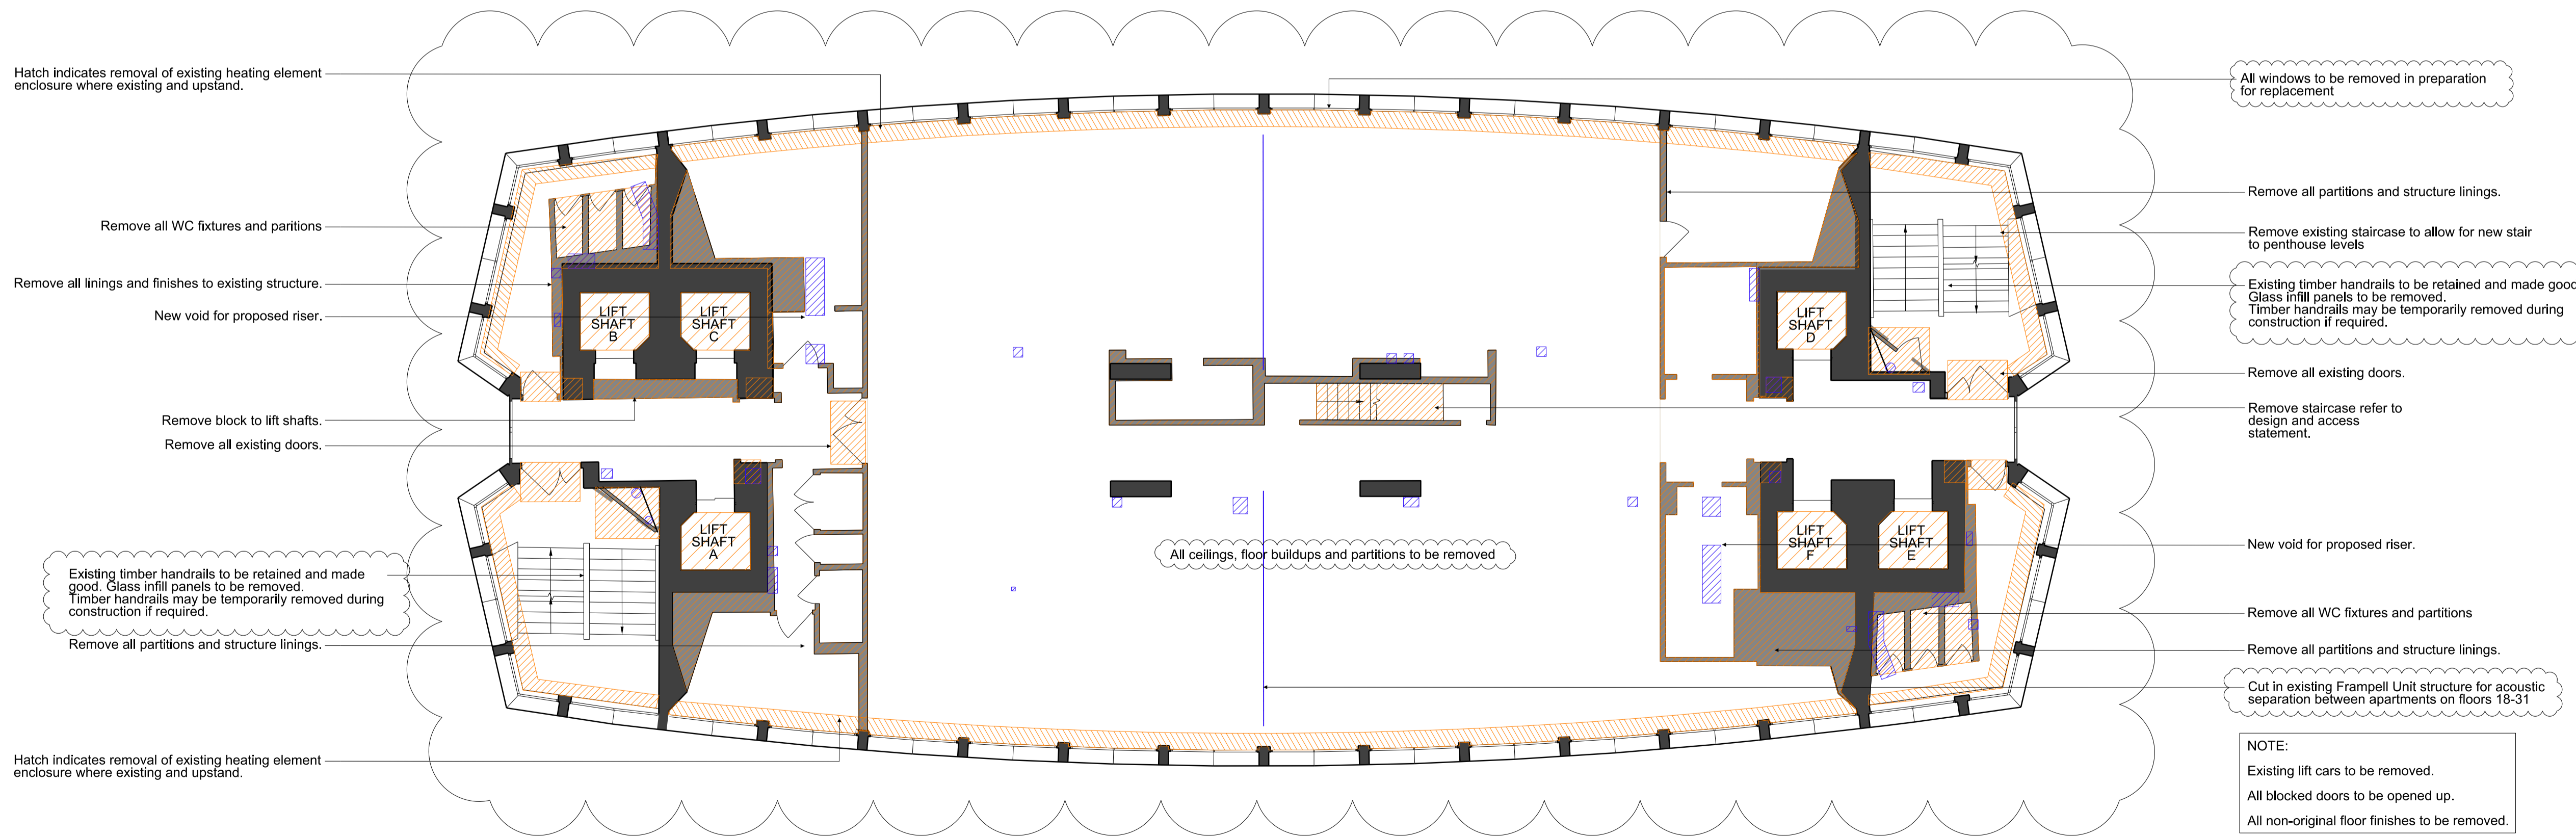 Hatch indicates removal of existing heating element
enclosure where existing and upstand.
Remove all WC fixtures and parition
Remove all linings and finishes to existing structure.
New void for proposed riser.
Remove block to lift shafts.
Remove all existing doors.
Existing timber handrails to be retained and made
good. Glass infill panels to be removed.
Timber handrails may be temporarily removed during
construction if required.
Remove all partitions and structure linings.
Hatch indicates removal of existing heating element
enclosure where existing and upstand.
LIFT
SHAFT
B
LIFT
SHAFT
C
LIFT
SHAFT
A
All ceilings, floor buildups and partitions to be removed
LIFT
SHAFT
D
LIFT
SHAFT
F
LIFT
SHAFT
E
All windows to be removed in preparation
for replacement
Remove all partitions and structure linings.
Remove existing staircase to allow for new stair
to penthouse levels
Existing timber handrails to be retained and made good
Glass infill panels to be removed.
Timber handrails may be temporarily removed during
construction if required.
Remove all existing doors.
Remove staircase refer to
design and access
statement.
New void for proposed riser.
Remove all WC fixtures and partitions
Remove all partitions and structure linings.
Cut in existing Frampell Unit structure for acoustic
separation between apartments on floors 18-31
NOTE:
Existing lift cars to be removed.
All blocked doors to be opened up.
All non-original floor finishes to be removed.